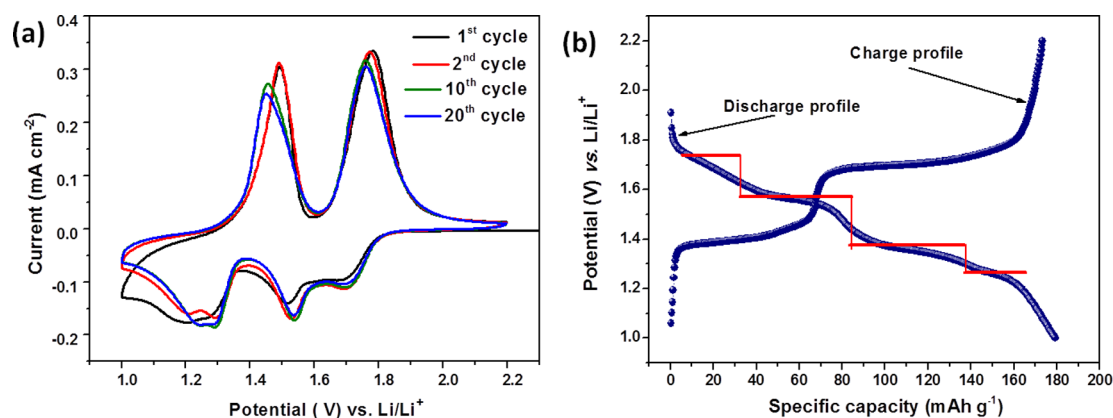 (a)
Current (mA cm⁻²)
0.4
0.3
0.2
0.1
0.0
-0.1
-0.2
1ˢᵗ cycle
2ⁿᵈ cycle
10ᵗʰ cycle
20ᵗʰ cycle
1.0 1.2 1.4 1.6 1.8 2.0 2.2
Potential ( V) vs. Li/Li⁺
(b)
Potential (V) vs. Li/Li⁺
2.2
2.0
1.8
1.6
1.4
1.2
1.0
Charge profile
Discharge profile
0 20 40 60 80 100 120 140 160 180 200
Specific capacity (mAh g⁻¹)